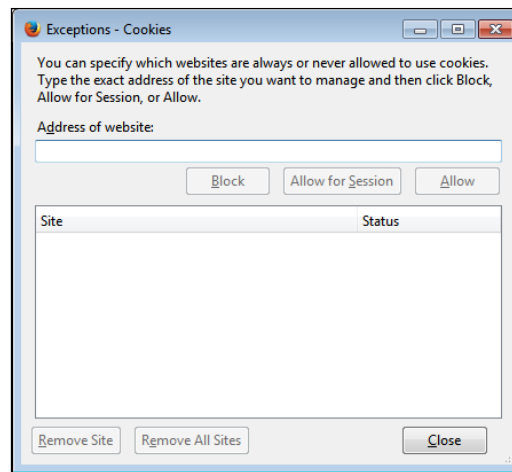 Exceptions - Cookies
You can specify which websites are always or never allowed to use cookies.
Type the exact address of the site you want to manage and then click Block,
Allow for Session, or Allow.
Address of website:
Block Allow for Session Allow
Site Status
Remove Site Remove All Sites Close